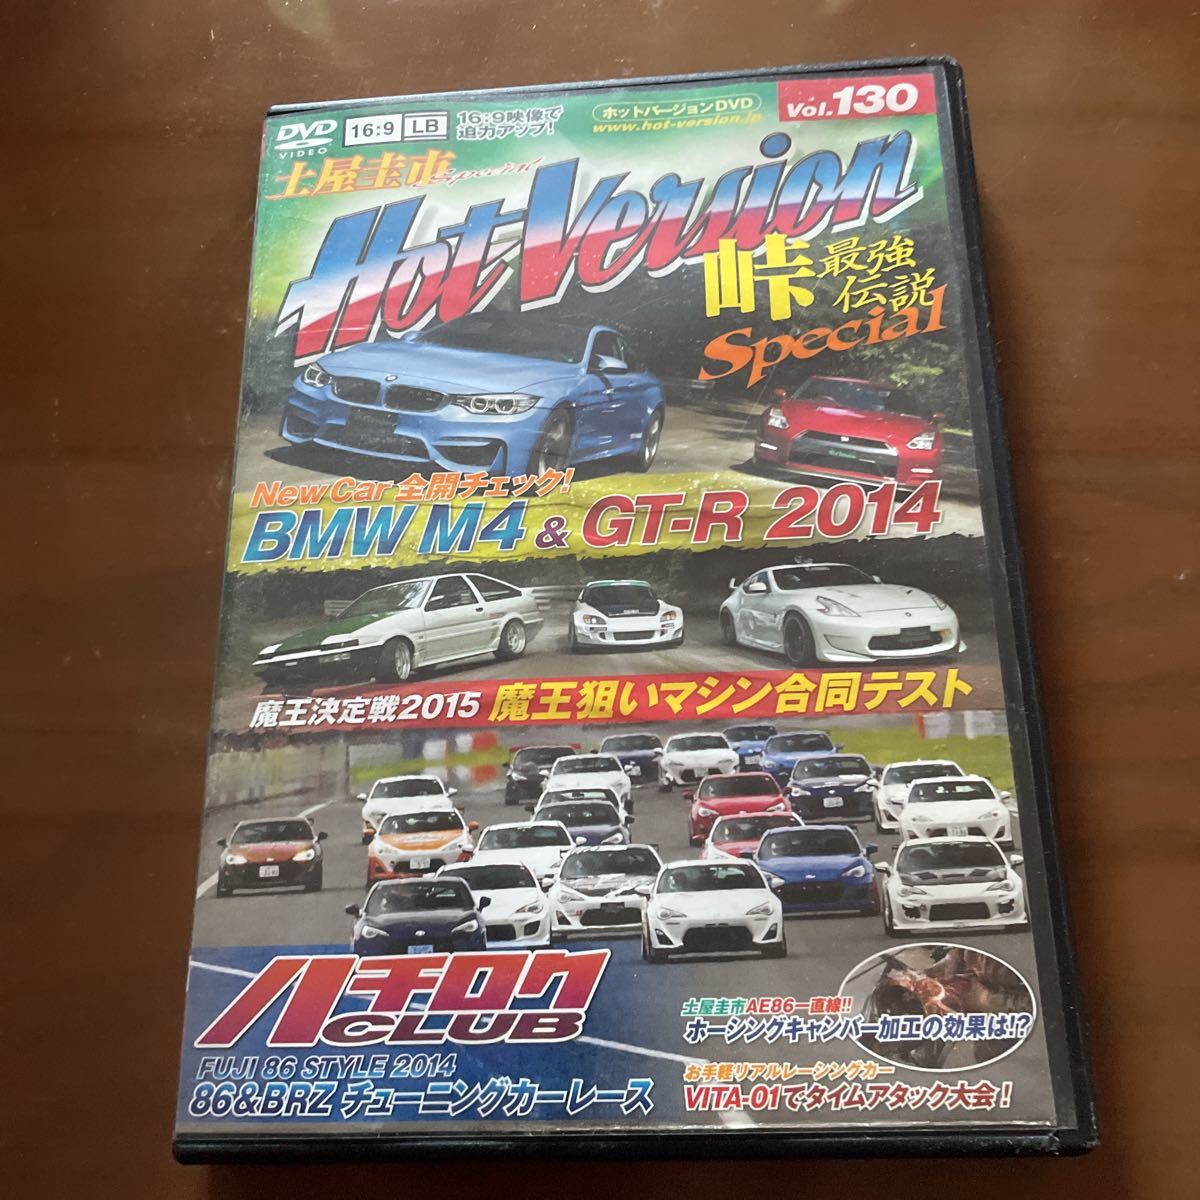 DVD
VIDEO
16:9 LB
16:9映像で
迫力アップ!
ホットバージョンDVD
www.hot-version.jp
Vol.130
土屋圭市Special
Hot-Version
峠最強伝説
Special
New Car 全開チェック!
BMW M4 & GT-R 2014
魔王決定戦2015 魔王狙いマシン合同テスト
ハチロク
CLUB
FUJI 86 STYLE 2014
86&BRZ チューニングカーレース
土屋圭市AE86一直線!!
ホーシングキャンバー加工の効果は!?
お手軽リアルレーシングカー
VITA-01でタイムアタック大会!